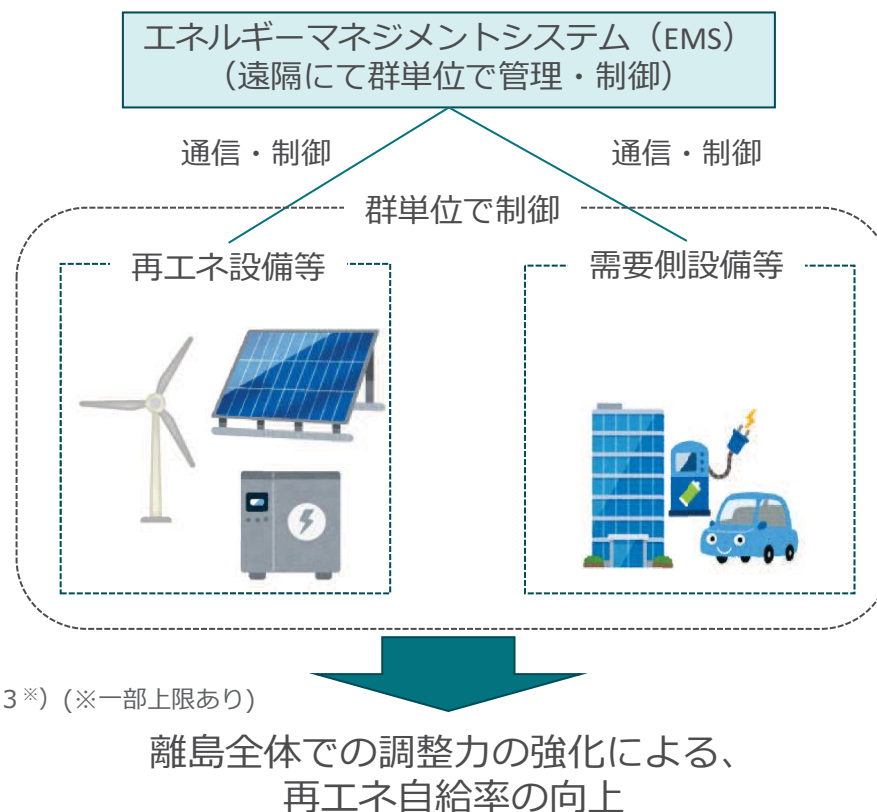 エネルギーマネジメントシステム（EMS）
（遠隔にて群単位で管理・制御）
通信・制御
通信・制御
群単位で制御
再エネ設備等
需要側設備等
3※）(※一部上限あり)
離島全体での調整力の強化による、
再エネ自給率の向上